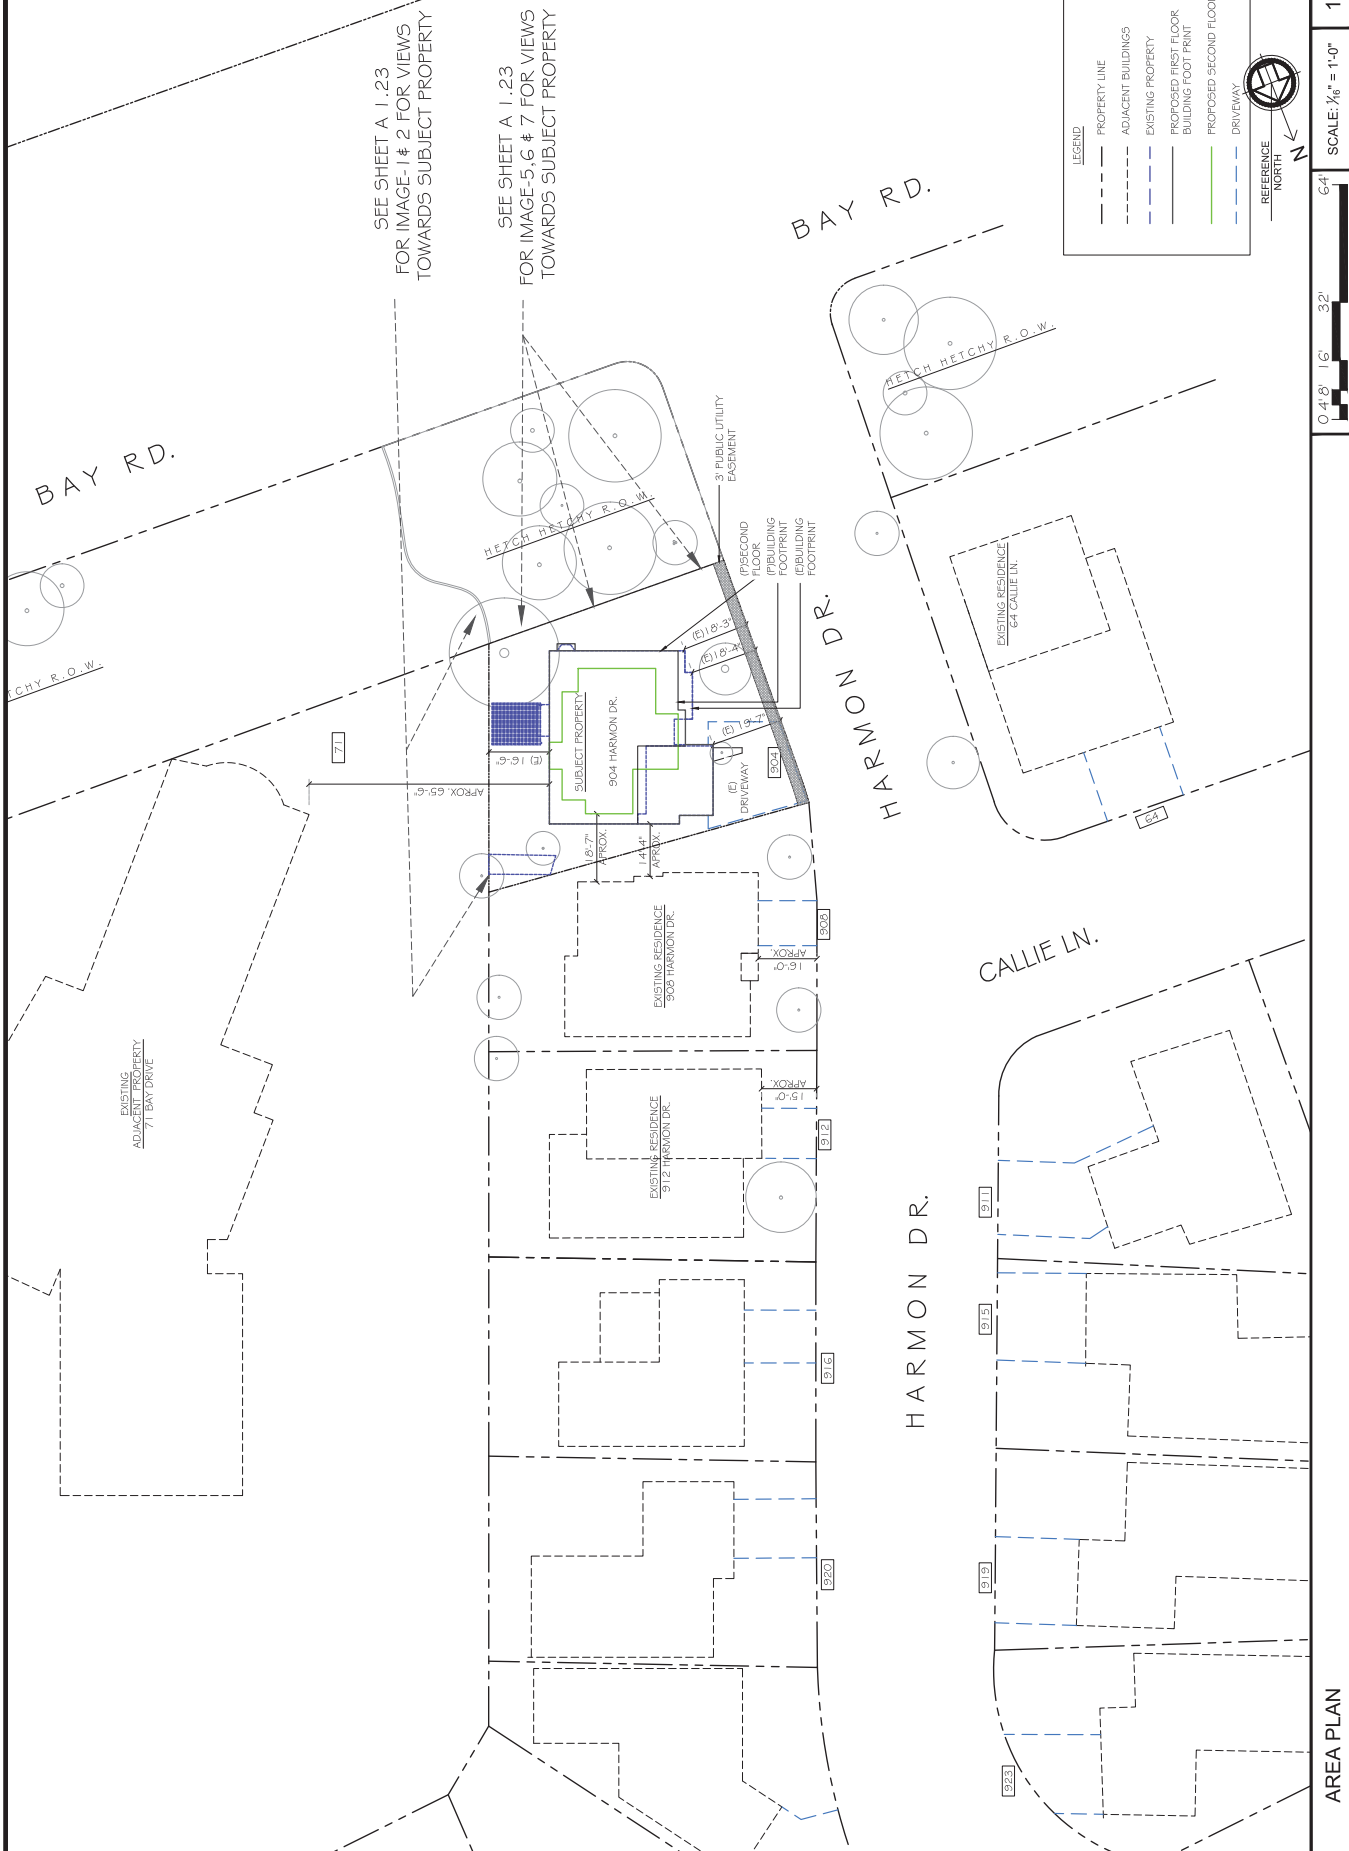 SEE SHEET A 1.23
FOR IMAGE-1 & 2 FOR VIEWS
TOWARDS SUBJECT PROPERTY
SEE SHEET A 1.23
FOR IMAGE-5,6 & 7 FOR VIEWS
TOWARDS SUBJECT PROPERTY
LEGEND
PROPERTY LINE
ADJACENT BUILDINGS
EXISTING PROPERTY
PROPOSED FIRST FLOOR
BUILDING FOOT PRINT
PROPOSED SECOND FLOOR
DRIVEWAY
REFERENCE
NORTH
N
SCALE: 1/16" = 1'-0"
1
0 4' 8' 16' 32' 64'
BAY RD.
BAY RD.
HETCH HETCHY R.O.W.
HETCH HETCHY R.O.W.
TCHY R.O.W.
3' PUBLIC UTILITY
EASEMENT
(P)SECOND
FLOOR
(P)BUILDING
FOOTPRINT
(E)BUILDING
FOOTPRINT
(E)18'-3"
(E)18'-4"
(E) 19'-7"
(E) 16'-6"
APROX. 65'-6"
SUBJECT PROPERTY
904 HARMON DR.
(E)
DRIVEWAY
904
18'-7"
APROX.
14'-4"
APROX.
71
EXISTING
ADJACENT PROPERTY
71 BAY DRIVE
EXISTING RESIDENCE
908 HARMON DR.
16'-0"
APROX.
908
EXISTING RESIDENCE
912 HARMON DR.
15'-0"
APROX.
912
916
920
HARMON DR.
HARMON DR.
EXISTING RESIDENCE
64 CALLIE LN.
64
CALLIE LN.
911
915
919
923
AREA PLAN